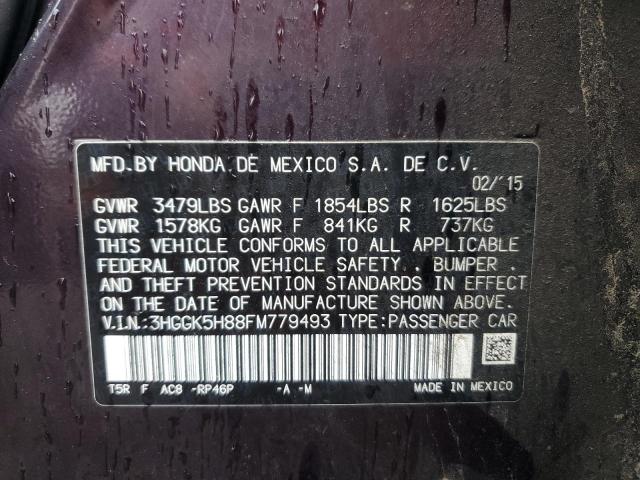 MFD. BY HONDA DE MEXICO S.A. DE C.V.
02/'15
GVWR 3479LBS GAWR F 1854LBS R 1625LBS
GVWR 1578KG GAWR F 841KG R 737KG
THIS VEHICLE CONFORMS TO ALL APPLICABLE
FEDERAL MOTOR VEHICLE SAFETY , BUMPER ,
AND THEFT PREVENTION STANDARDS IN EFFECT
ON THE DATE OF MANUFACTURE SHOWN ABOVE.
V.I.N.:3HGGK5H88FM779493 TYPE:PASSENGER CAR
T5R F AC8 -RP46P -A -M MADE IN MEXICO